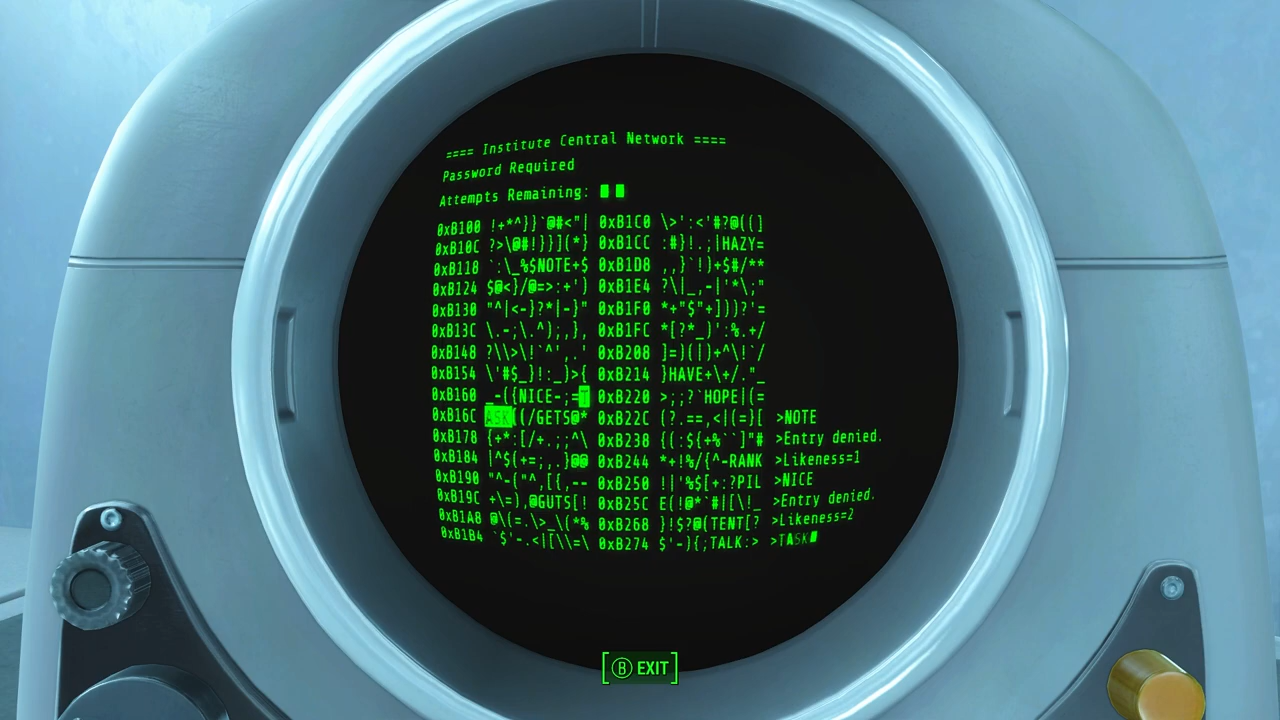 ==== Institute Central Network ====
Password Required
Attempts Remaining: ■ ■
0xB100 !+*^}}`@#<"| 0xB1C0 \>':<'#?@((]
0xB10C ?>\@#!}}](*} 0xB1CC :#}!.;|HAZY=
0xB118 `:\_%$NOTE+$ 0xB1D8 ,,}`!)+$#/**
0xB124 $@<}/@=>:+') 0xB1E4 ?\|_,-|'*\;"
0xB130 "^|<-}?*|-}" 0xB1F0 *+"$"+]))?'=
0xB13C \.-;\.^);,}, 0xB1FC *[?*_)':%.+/
0xB148 ?\\>\!`^',.' 0xB208 ]=)(|)+^\!`/
0xB154 \'#$_}!:_)>{ 0xB214 }HAVE+\+/."_
0xB160 _-({NICE-;=T 0xB220 >;;?`HOPE|(=
0xB16C ASK((/GETS@* 0xB22C (?.==,<|(=}[ >NOTE
0xB178 {+*:[/+.;;^\ 0xB238 {(:${+%``]"# >Entry denied.
0xB184 |^$(+=;,.}@@ 0xB244 *+!%/{^-RANK >Likeness=1
0xB190 "^-{"^,[{,-- 0xB250 !|'%$[+:?PIL >NICE
0xB19C +\=),@GUTS[! 0xB25C E(!@*`#|[\!_ >Entry denied.
0xB1A8 @\(=.\>_\(*% 0xB268 }!$?@(TENT[? >Likeness=2
0xB1B4 `$'-.<|[\\=\ 0xB274 $'-){;TALK:> >TASK■
Ⓑ EXIT